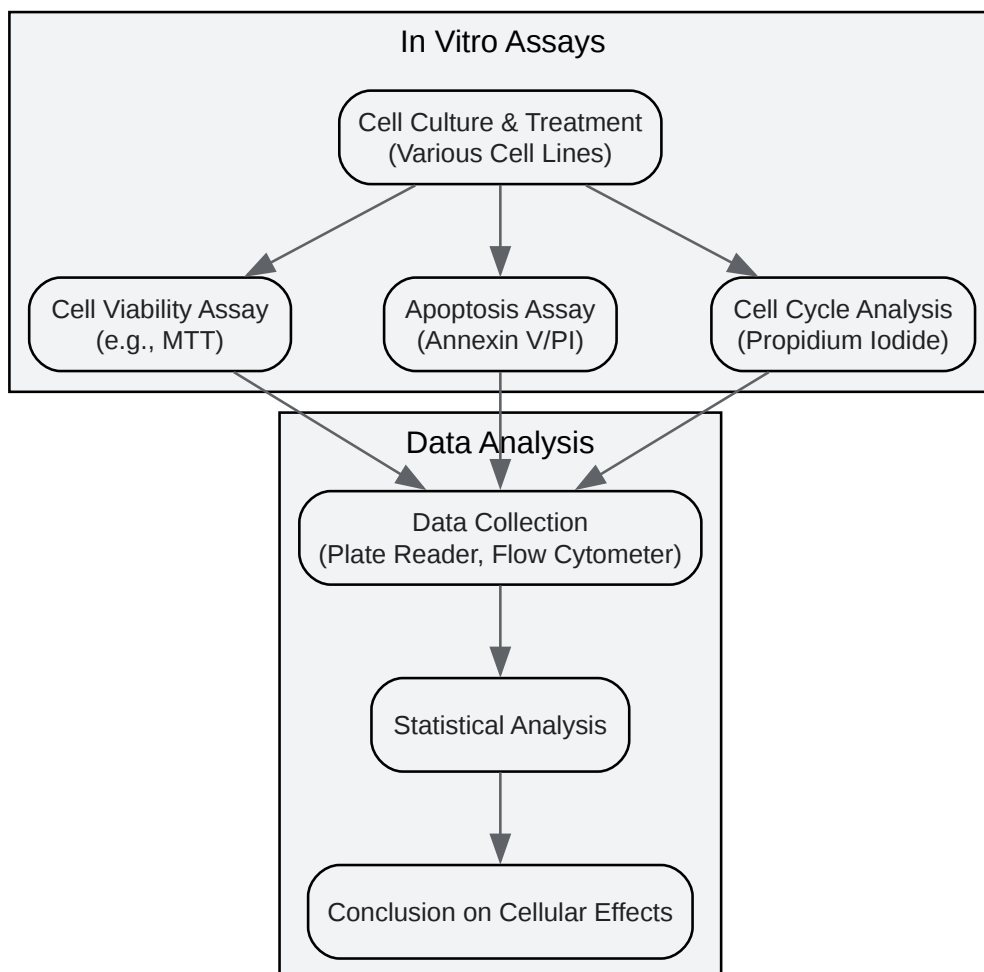 In Vitro Assays
Cell Culture & Treatment
(Various Cell Lines)
Cell Viability Assay
(e.g., MTT)
Apoptosis Assay
(Annexin V/PI)
Cell Cycle Analysis
(Propidium Iodide)
Data Analysis
Data Collection
(Plate Reader, Flow Cytometer)
Statistical Analysis
Conclusion on Cellular Effects